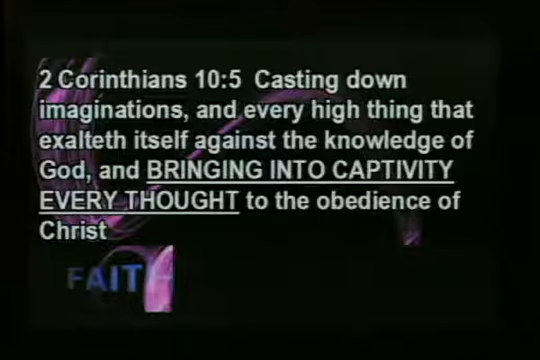 2 Corinthians 10:5 Casting down
imaginations, and every high thing that
exalteth itself against the knowledge of
God, and BRINGING INTO CAPTIVITY
EVERY THOUGHT to the obedience of
Christ
FAITH